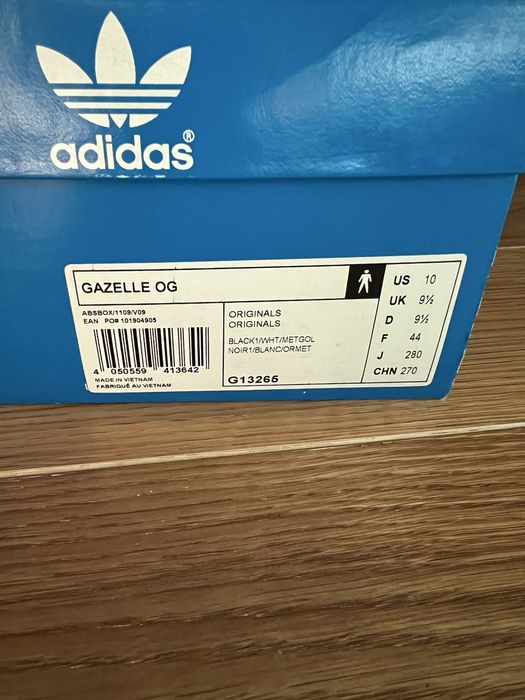 adidas®
GAZELLE OG
ABSBOX/1109/V09
EAN PO# 101904905
4 050559 413642
MADE IN VIETNAM
FABRIQUÉ AU VIETNAM
ORIGINALS
ORIGINALS
BLACK1/WHT/METGOL
NOIR1/BLANC/ORMET
G13265
US 10
UK 9½
D 9½
F 44
J 280
CHN 270